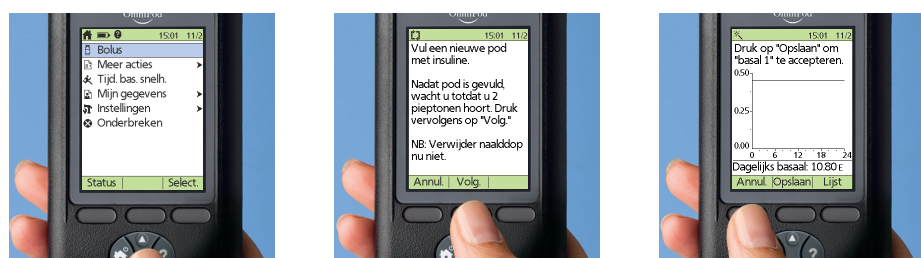 OmniPod
15:01 11/2
Bolus
Meer acties
Tijd. bas. snelh.
Mijn gegevens
Instellingen
Onderbreken
Status
Select.
OmniPod
15:01 11/2
Vul een nieuwe pod
met insuline.
Nadat pod is gevuld,
wacht u totdat u 2
pieptonen hoort. Druk
vervolgens op "Volg."
NB: Verwijder naalddop
nu niet.
Annul.
Volg.
OmniPod
15:01 11/2
Druk op "Opslaan" om
"basal 1" te accepteren.
0.50
0.25
0.00
0 6 12 18 24
Dagelijks basaal: 10.80 E
Annul. Opslaan Lijst